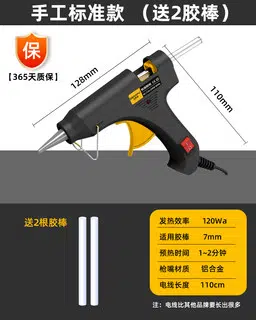 手工标准款 （送2胶棒）
保
【365天质保】
128mm
110mm
送2根胶棒
发热效率 120Wa
适用胶棒 7mm
预热时间 1~2分钟
枪嘴材质 铝合金
电线长度 110cm
注意：电线比其他品牌要长出很多